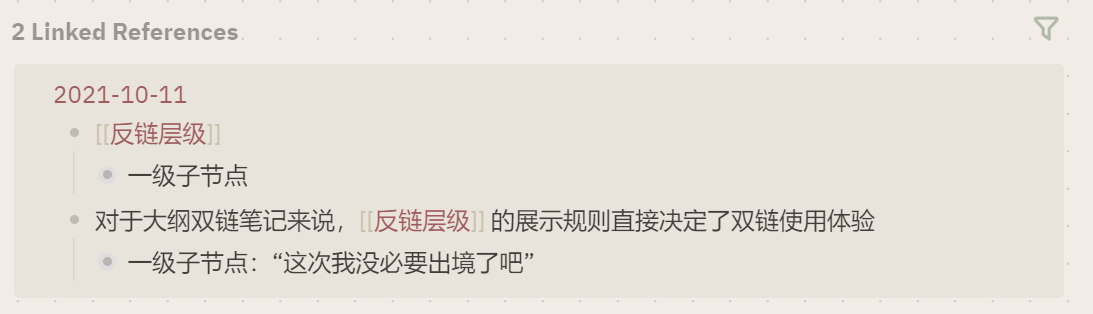 2 Linked References
2021-10-11
[[反链层级]]
一级子节点
对于大纲双链笔记来说，[[反链层级]] 的展示规则直接决定了双链使用体验
一级子节点：“这次我没必要出境了吧”